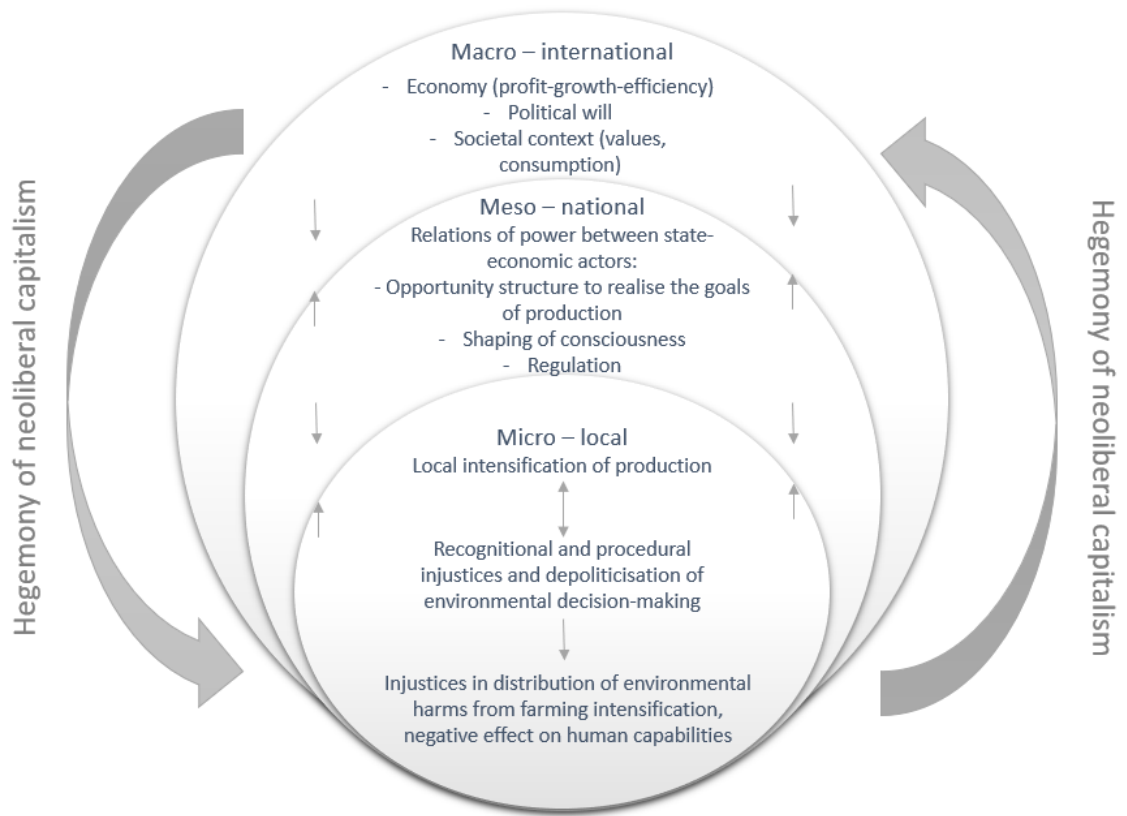 Macro – international
- Economy (profit-growth-efficiency)
- Political will
- Societal context (values,
consumption)
Meso – national
Relations of power between state-
economic actors:
- Opportunity structure to realise the goals
of production
- Shaping of consciousness
- Regulation
Micro – local
Local intensification of production
Recognitional and procedural
injustices and depoliticisation of
environmental decision-making
Injustices in distribution of environmental
harms from farming intensification,
negative effect on human capabilities
Hegemony of neoliberal capitalism
Hegemony of neoliberal capitalism